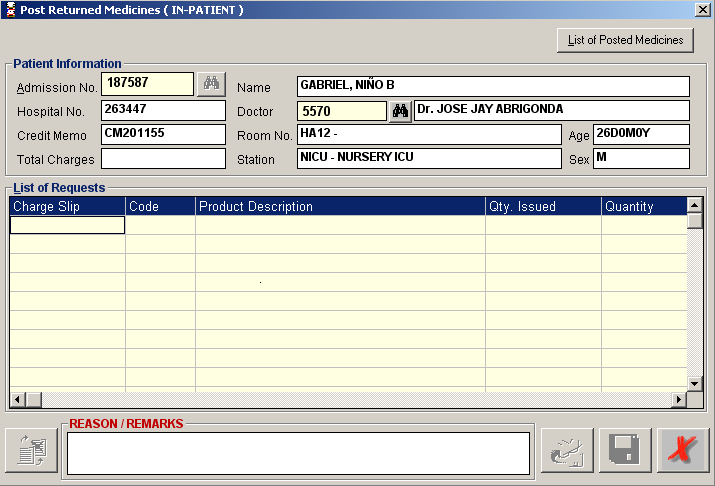 Post Returned Medicines ( IN-PATIENT )
List of Posted Medicines
Patient Information
Admission No. 187587 Name GABRIEL, NIÑO B
Hospital No. 263447 Doctor 5570 Dr. JOSE JAY ABRIGONDA
Credit Memo CM201155 Room No. HA12 - Age 26D0M0Y
Total Charges Station NICU - NURSERY ICU Sex M
List of Requests
Charge Slip Code Product Description Qty. Issued Quantity
REASON / REMARKS